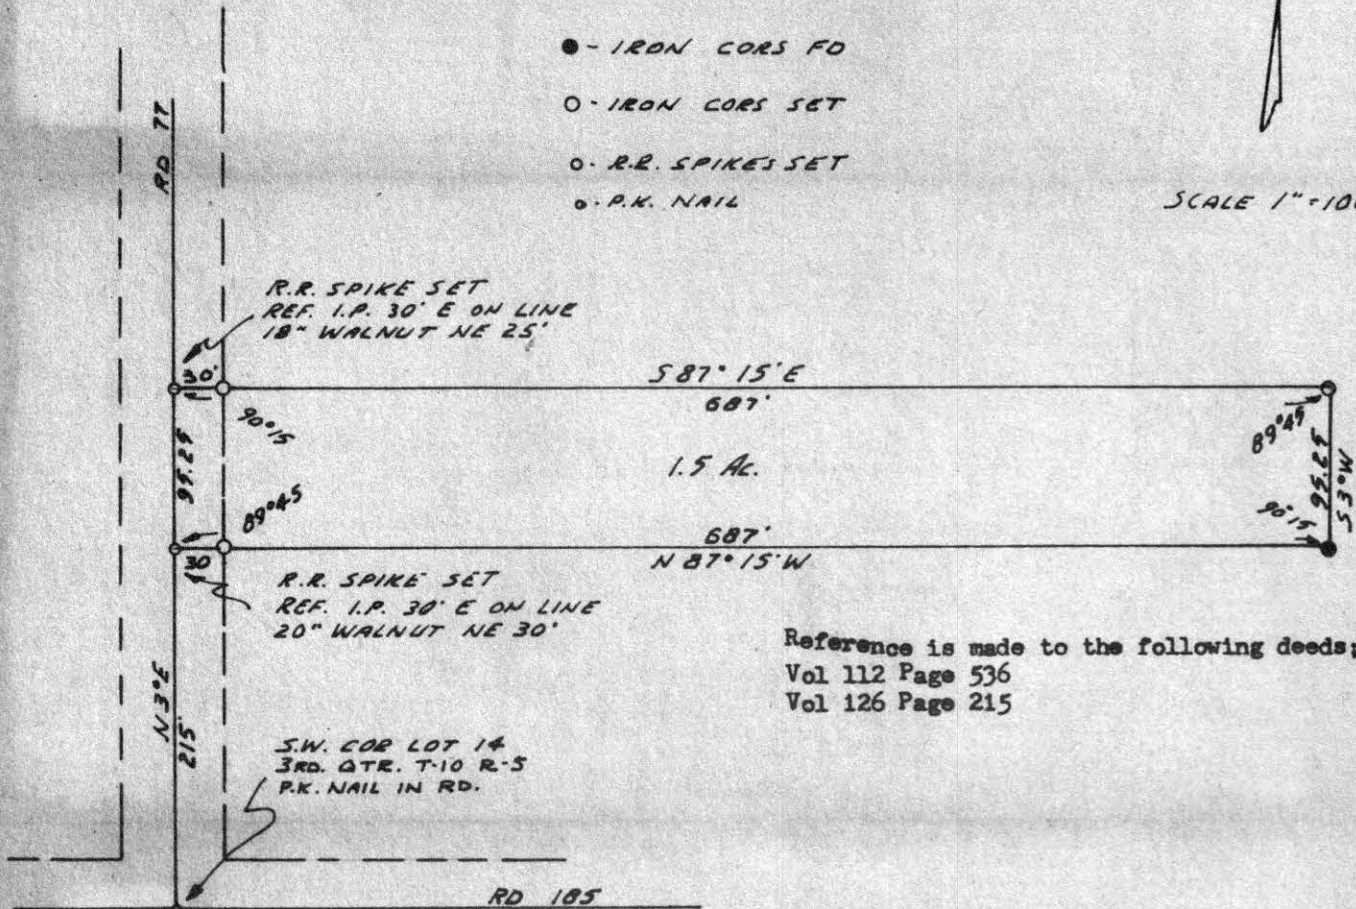 ● - IRON CORS FD
○ - IRON CORS SET
o - R.R. SPIKES SET
o - P.K. NAIL
SCALE 1" = 
RD 77
R.R. SPIKE SET
REF. I.P. 30' E ON LINE
18" WALNUT NE 25'
30'
S 87° 15' E
687'
90°15
89°45
95.25
1.5 Ac.
95.25
S 3° W
89°45
90°15
687'
N 87° 15' W
30'
R.R. SPIKE SET
REF. I.P. 30' E ON LINE
20" WALNUT NE 30'
Reference is made to the following deeds;
Vol 112 Page 536
Vol 126 Page 215
N 3° E
215'
S.W. COR LOT 14
3RD. QTR. T-10 R-5
P.K. NAIL IN RD.
RD 185